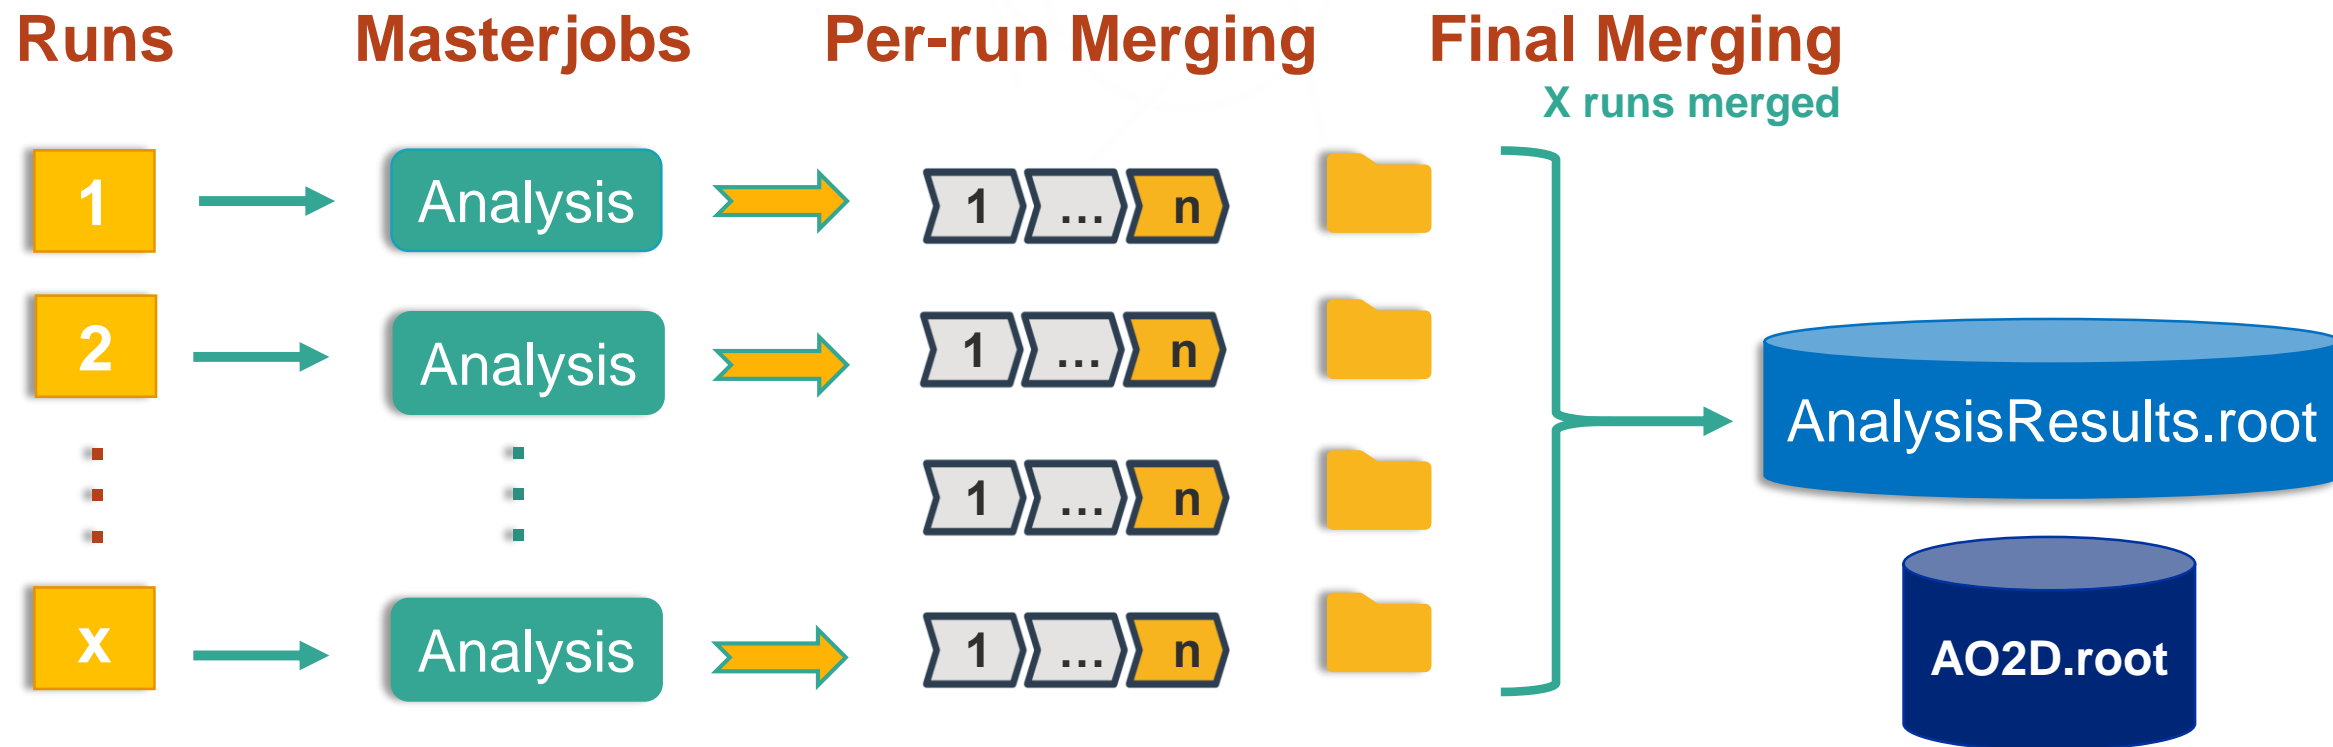 Runs Masterjobs Per-run Merging Final Merging
X runs merged
1 Analysis 1 ... n
2 Analysis 1 ... n
AnalysisResults.root
1 ... n
x Analysis 1 ... n
AO2D.root